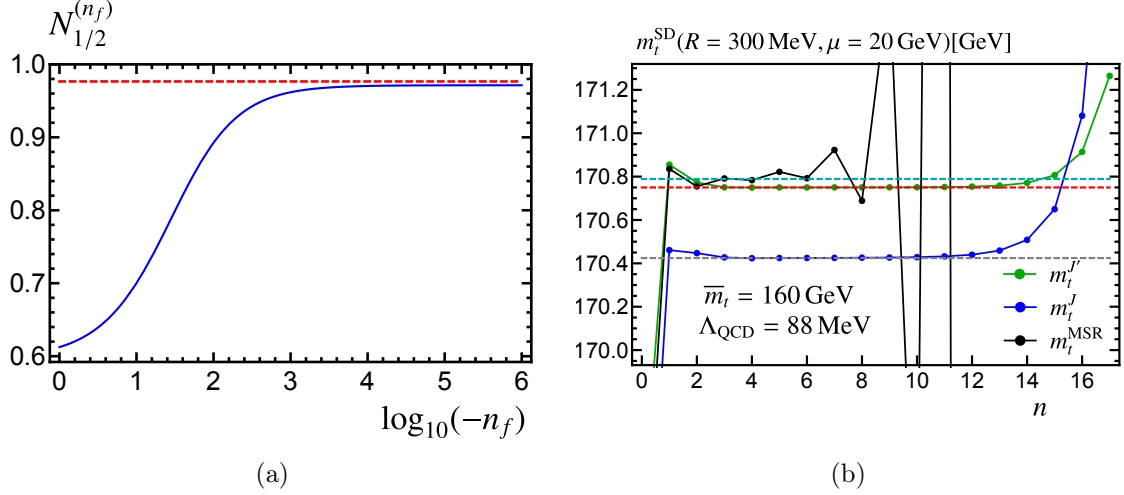 N_{1/2}^{(n_f)}
1.0
0.9
0.8
0.7
0.6
0 1 2 3 4 5 6
log₁₀(−n_f)
(a)
m_t^{SD}(R = 300 MeV, μ = 20 GeV)[GeV]
171.2
171.0
170.8
170.6
170.4
170.2
170.0
m̅_t = 160 GeV
Λ_QCD = 88 MeV
m_t^{J′}
m_t^{J}
m_t^{MSR}
0 2 4 6 8 10 12 14 16
n
(b)